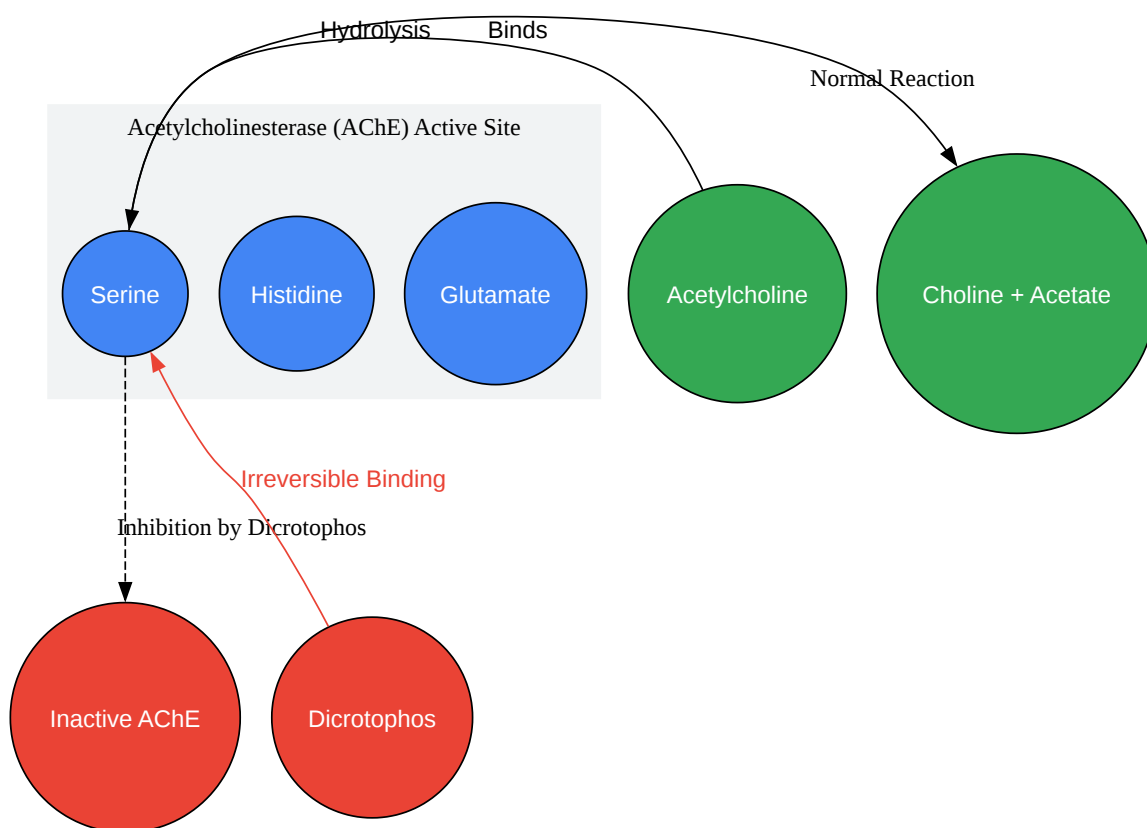 Hydrolysis
Binds
Normal Reaction
Acetylcholinesterase (AChE) Active Site
Serine
Histidine
Glutamate
Acetylcholine
Choline + Acetate
Irreversible Binding
Inhibition by Dicrotophos
Inactive AChE
Dicrotophos